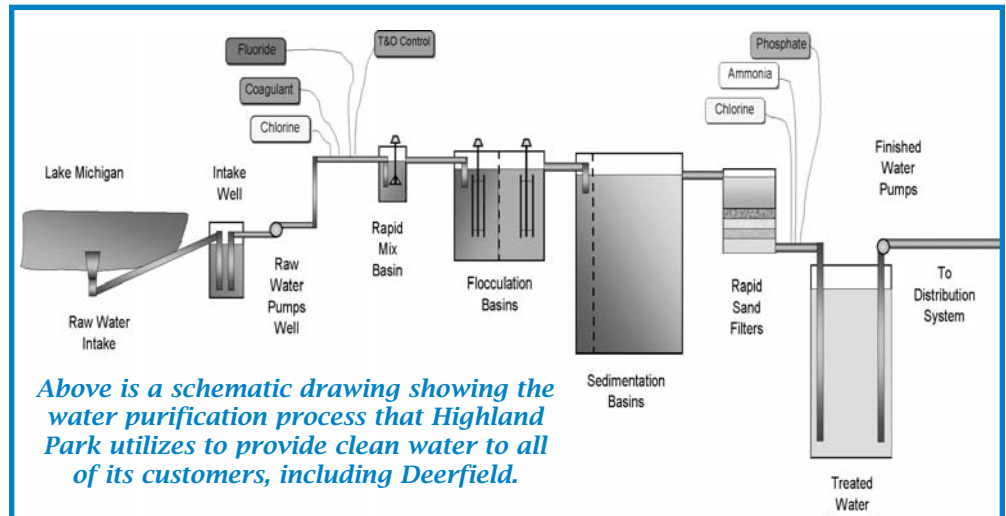 Fluoride
T&O Control
Coagulant
Chlorine
Phosphate
Ammonia
Chlorine
Lake Michigan
Intake
Well
Raw
Water
Pumps
Well
Raw Water
Intake
Rapid
Mix
Basin
Flocculation
Basins
Sedimentation
Basins
Rapid
Sand
Filters
Finished
Water
Pumps
To
Distribution
System
Treated
Water
Above is a schematic drawing showing the
water purification process that Highland
Park utilizes to provide clean water to all
of its customers, including Deerfield.